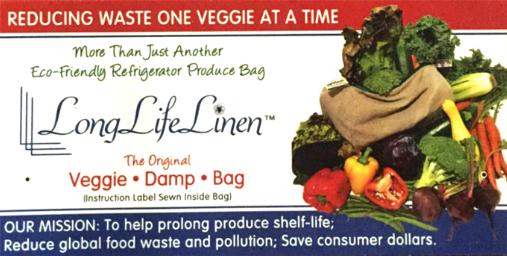 REDUCING WASTE ONE VEGGIE AT A TIME
More Than Just Another
Eco-Friendly Refrigerator Produce Bag
LongLifeLinen™
The Original
Veggie • Damp • Bag
(Instruction Label Sewn Inside Bag)
OUR MISSION: To help prolong produce shelf-life;
Reduce global food waste and pollution; Save consumer dollars.